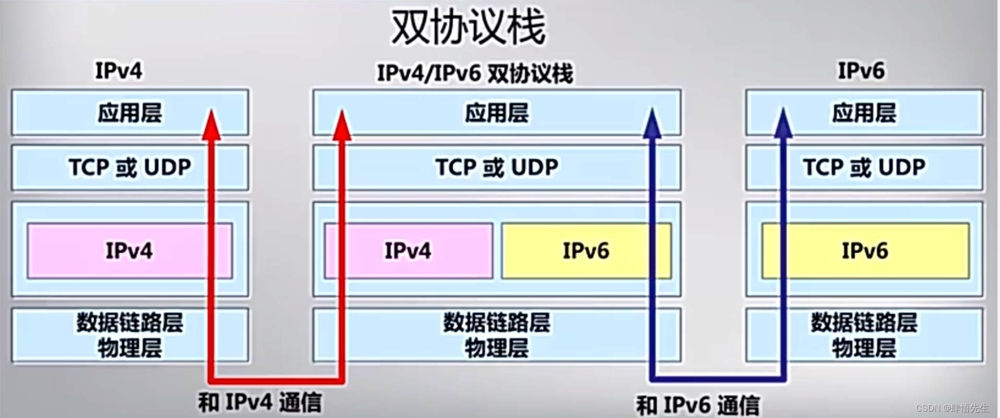 双协议栈
IPv4
IPv4/IPv6 双协议栈
IPv6
应用层
应用层
应用层
TCP 或 UDP
TCP 或 UDP
TCP 或 UDP
IPv4
IPv4
IPv6
IPv6
数据链路层
物理层
数据链路层
物理层
数据链路层
物理层
和 IPv4 通信
和 IPv6 通信
CSDN @肆悟先生